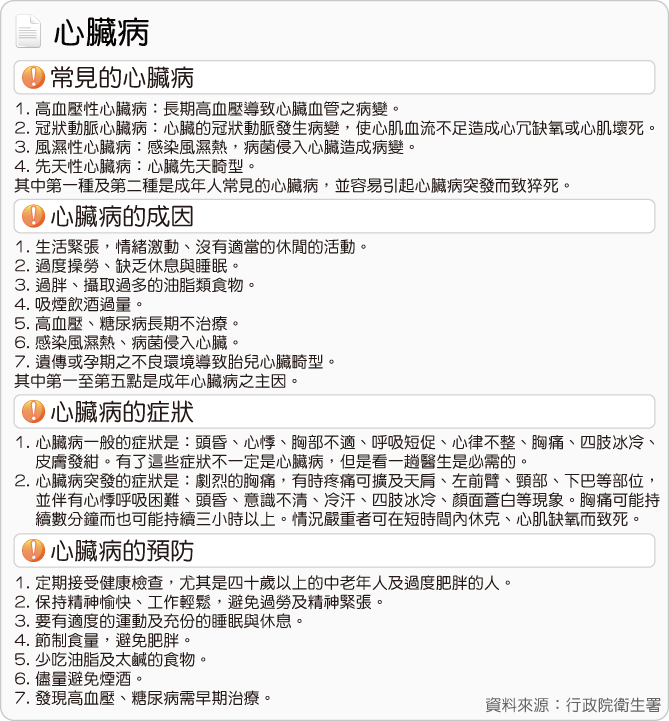 心臟病
常見的心臟病
1. 高血壓性心臟病：長期高血壓導致心臟血管之病變。
2. 冠狀動脈心臟病：心臟的冠狀動脈發生病變，使心肌血流不足造成心冗缺氧或心肌壞死。
3. 風濕性心臟病：感染風濕熱，病菌侵入心臟造成病變。
4. 先天性心臟病：心臟先天畸型。
其中第一種及第二種是成年人常見的心臟病，並容易引起心臟病突發而致猝死。
心臟病的成因
1. 生活緊張，情緒激動、沒有適當的休閒的活動。
2. 過度操勞、缺乏休息與睡眠。
3. 過胖、攝取過多的油脂類食物。
4. 吸煙飲酒過量。
5. 高血壓、糖尿病長期不治療。
6. 感染風濕熱、病菌侵入心臟。
7. 遺傳或孕期之不良環境導致胎兒心臟畸型。
其中第一至第五點是成年心臟病之主因。
心臟病的症狀
1. 心臟病一般的症狀是：頭昏、心悸、胸部不適、呼吸短促、心律不整、胸痛、四肢冰冷、
皮膚發紺。有了這些症狀不一定是心臟病，但是看一趟醫生是必需的。
2. 心臟病突發的症狀是：劇烈的胸痛，有時疼痛可擴及天肩、左前臂、頸部、下巴等部位，
並伴有心悸呼吸困難、頭昏、意識不清、冷汗、四肢冰冷、顏面蒼白等現象。胸痛可能持
續數分鐘而也可能持續三小時以上。情況嚴重者可在短時間內休克、心肌缺氧而致死。
心臟病的預防
1. 定期接受健康檢查，尤其是四十歲以上的中老年人及過度肥胖的人。
2. 保持精神愉快、工作輕鬆，避免過勞及精神緊張。
3. 要有適度的運動及充份的睡眠與休息。
4. 節制食量，避免肥胖。
5. 少吃油脂及太鹹的食物。
6. 儘量避免煙酒。
7. 發現高血壓、糖尿病需早期治療。
資料來源：行政院衛生署